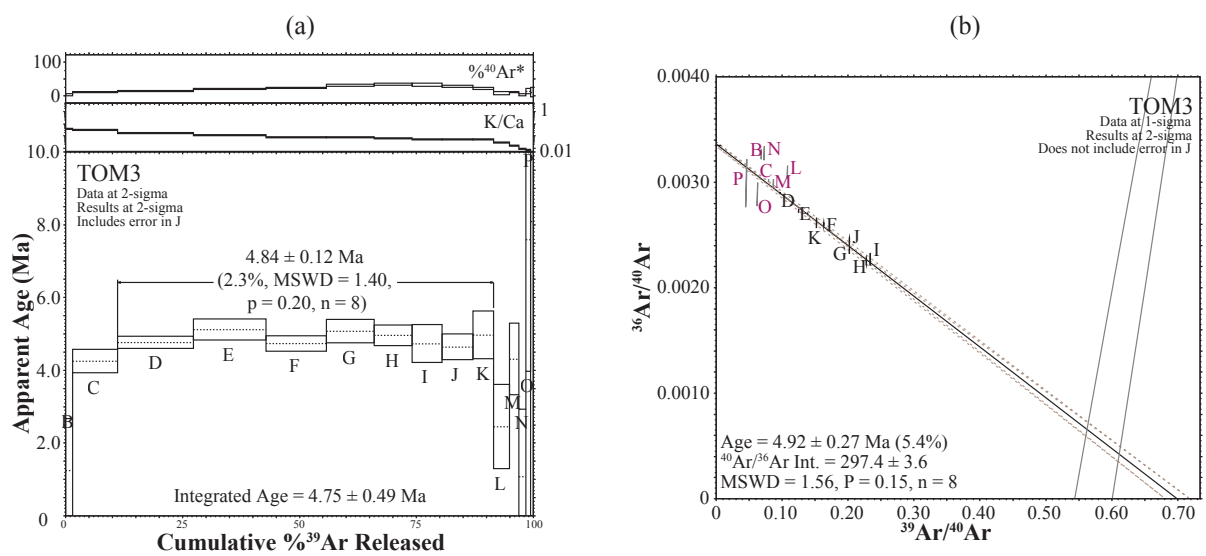 (a)
100
0
%⁴⁰Ar*
K/Ca
1
0.01
10.0
8.0
6.0
4.0
2.0
0
Apparent Age (Ma)
TOM3
Data at 2-sigma
Results at 2-sigma
Includes error in J
4.84 ± 0.12 Ma
(2.3%, MSWD = 1.40,
p = 0.20, n = 8)
B
C
D
E
F
G
H
I
J
K
L
M
N
O
P
Integrated Age = 4.75 ± 0.49 Ma
0
25
50
75
100
Cumulative %³⁹Ar Released
(b)
0.0040
0.0030
0.0020
0.0010
0
³⁶Ar/⁴⁰Ar
TOM3
Data at 1-sigma
Results at 2-sigma
Does not include error in J
B
N
C
L
P
M
O
D
E
K
F
G
J
H
I
Age = 4.92 ± 0.27 Ma (5.4%)
⁴⁰Ar/³⁶Ar Int. = 297.4 ± 3.6
MSWD = 1.56, P = 0.15, n = 8
0 0.10 0.20 0.30 0.40 0.50 0.60 0.70
³⁹Ar/⁴⁰Ar